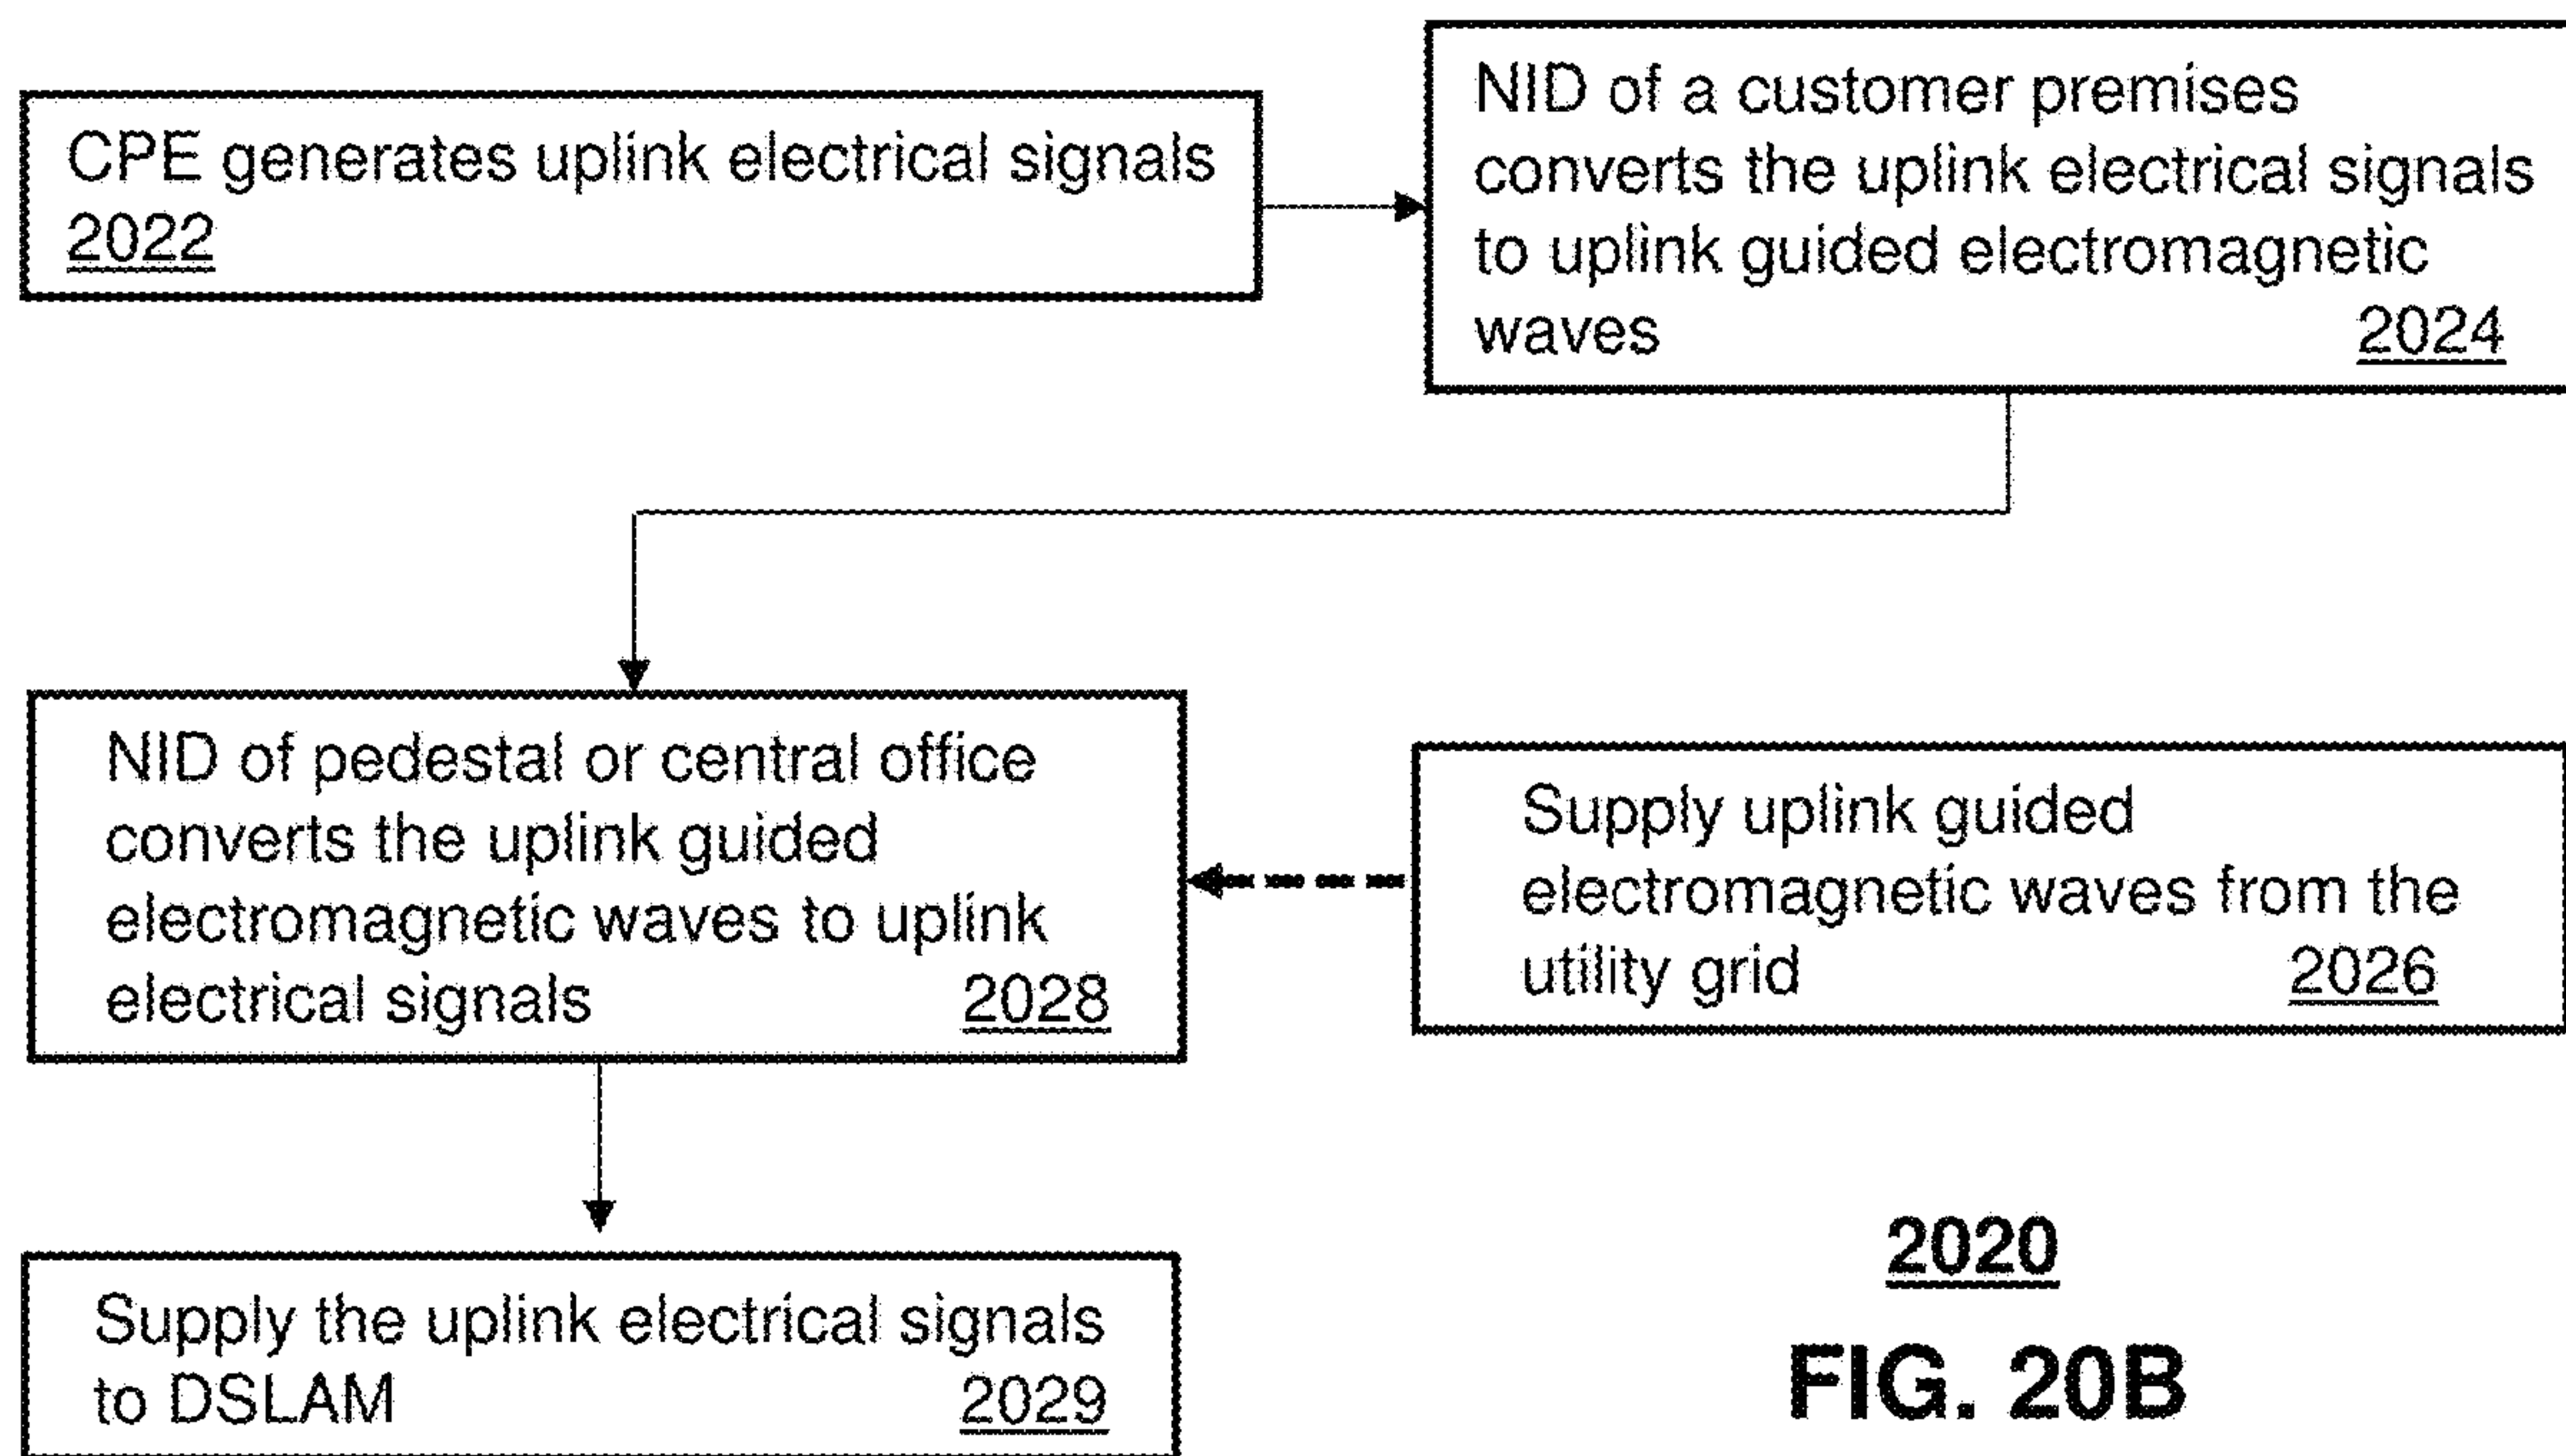 CPE generates uplink electrical signals
2022
NID of a customer premises
converts the uplink electrical signals
to uplink guided electromagnetic
waves 2024
NID of pedestal or central office
converts the uplink guided
electromagnetic waves to uplink
electrical signals 2028
Supply uplink guided
electromagnetic waves from the
utility grid 2026
Supply the uplink electrical signals
to DSLAM 2029
2020
FIG. 20B